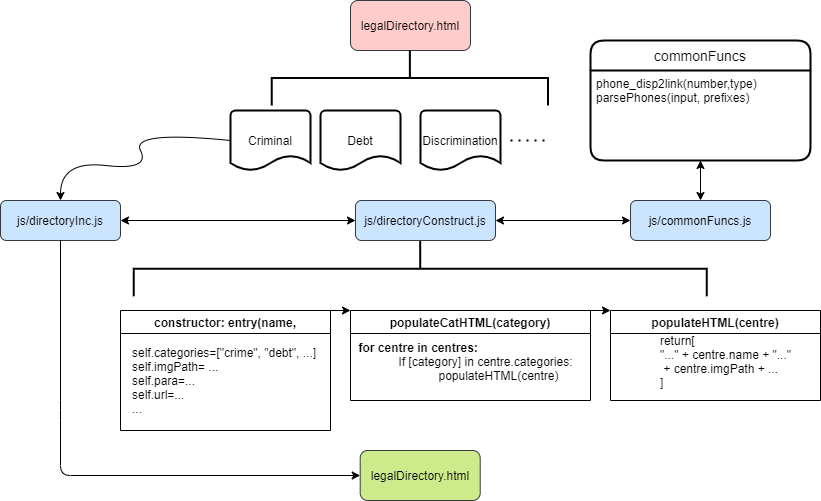 legalDirectory.html
commonFuncs
phone_disp2link(number,type)
parsePhones(input, prefixes)
Criminal
Debt
Discrimination
.....
js/directoryInc.js
js/directoryConstruct.js
js/commonFuncs.js
constructor: entry(name,
self.categories=["crime", "debt", ...]
self.imgPath= ...
self.para=...
self.url=...
...
populateCatHTML(category)
for centre in centres:
If [category] in centre.categories:
populateHTML(centre)
populateHTML(centre)
return[
"..." + centre.name + "..."
+ centre.imgPath + ...
]
legalDirectory.html